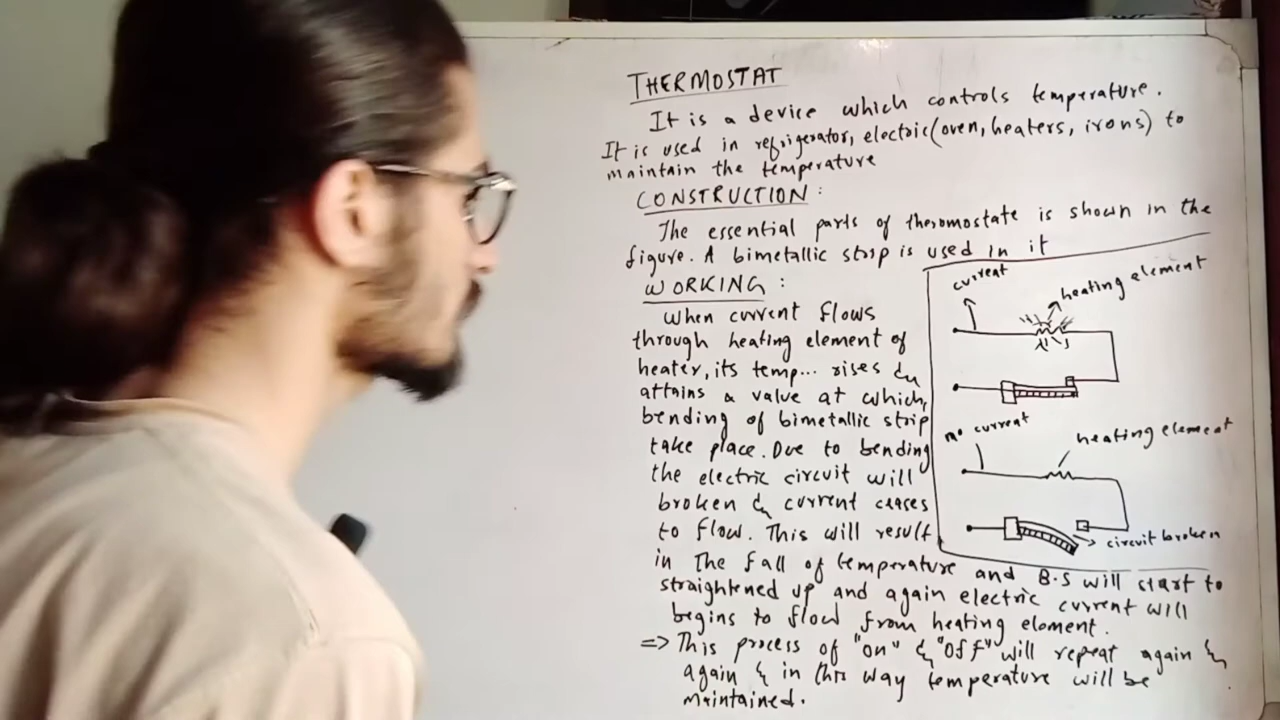 THERMOSTAT
It is a device which controls temperature.
It is used in refrigerator, electric (oven, heaters, irons) to
maintain the temperature
CONSTRUCTION:
The essential parts of thoromostate is shown in the
figure. A bimetallic strip is used in it
WORKING:
When current flows
through heating element of
heater, its temp... rises &
attains a value at which,
bending of bimetallic strip
take place. Due to bending
the electric circuit will
broken & current ceases
to flow. This will result
in The fall of temperature and B.S will start to
straightened up and again electric current will
begins to flow from heating element.
=> This process of "on" & "off" will repeat again &
again & in this way temperature will be
maintained.
current
heating element
no current
heating element
circuit broken